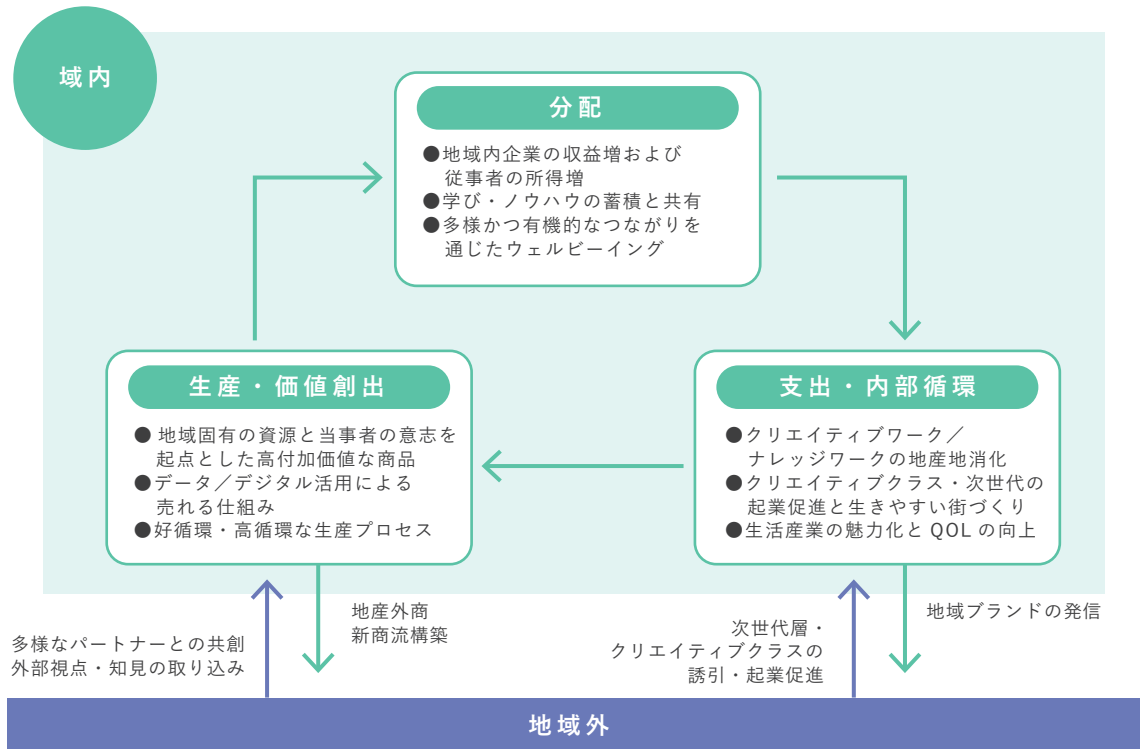 域内
分配
●地域内企業の収益増および
従事者の所得増
●学び・ノウハウの蓄積と共有
●多様かつ有機的なつながりを
通じたウェルビーイング
生産・価値創出
● 地域固有の資源と当事者の意志を
起点とした高付加価値な商品
●データ／デジタル活用による
売れる仕組み
●好循環・高循環な生産プロセス
支出・内部循環
●クリエイティブワーク／
ナレッジワークの地産地消化
●クリエイティブクラス・次世代の
起業促進と生きやすい街づくり
●生活産業の魅力化と QOL の向上
多様なパートナーとの共創
外部視点・知見の取り込み
地産外商
新商流構築
次世代層・
クリエイティブクラスの
誘引・起業促進
地域ブランドの発信
地域外